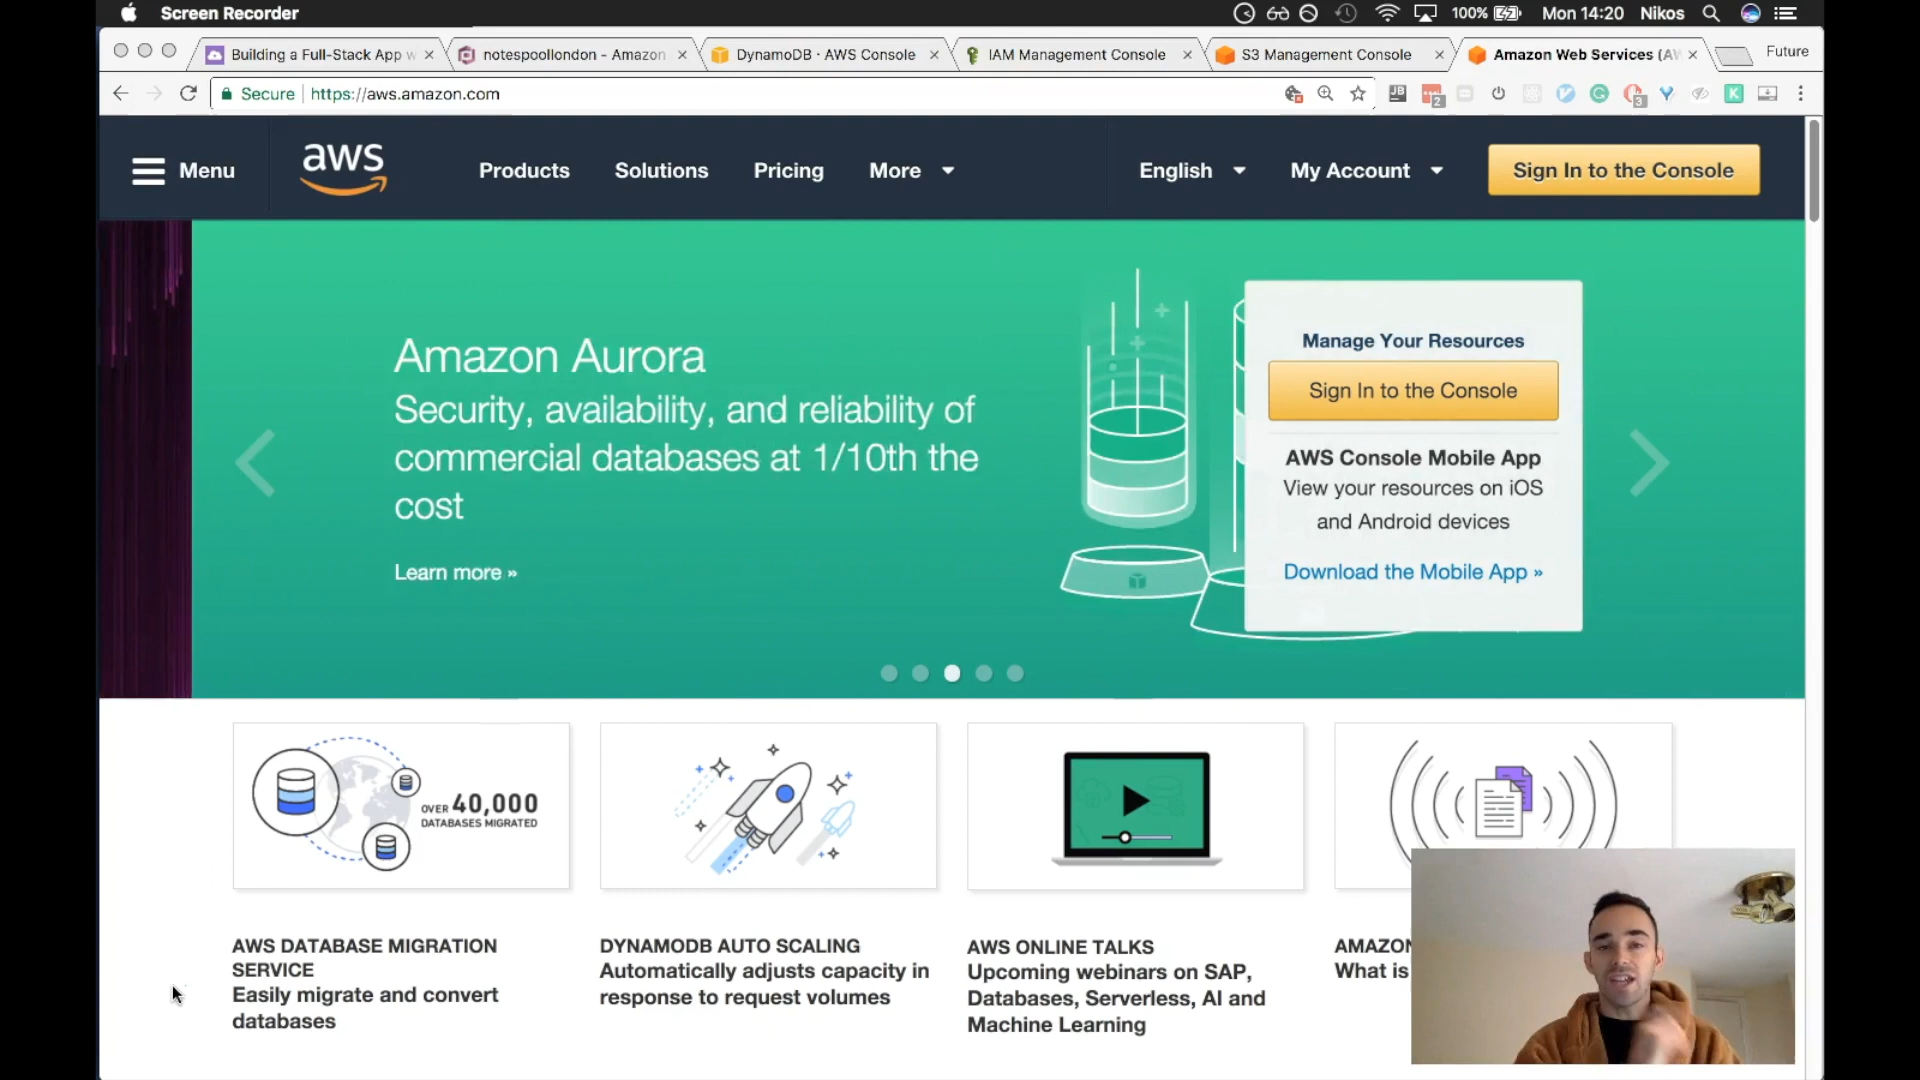 Screen Recorder
100%
Mon 14:20
Nikos
Building a Full-Stack App w
notespoollondon - Amazon
DynamoDB · AWS Console
IAM Management Console
S3 Management Console
Amazon Web Services (AW
Future
Secure
https://aws.amazon.com
JB
2
3
K
Menu
aws
Products
Solutions
Pricing
More
English
My Account
Sign In to the Console
Amazon Aurora
Security, availability, and reliability of
commercial databases at 1/10th the
cost
Learn more »
Manage Your Resources
Sign In to the Console
AWS Console Mobile App
View your resources on iOS
and Android devices
Download the Mobile App »
OVER 40,000
DATABASES MIGRATED
AWS DATABASE MIGRATION
SERVICE
Easily migrate and convert
databases
DYNAMODB AUTO SCALING
Automatically adjusts capacity in
response to request volumes
AWS ONLINE TALKS
Upcoming webinars on SAP,
Databases, Serverless, AI and
Machine Learning
AMAZON
What is